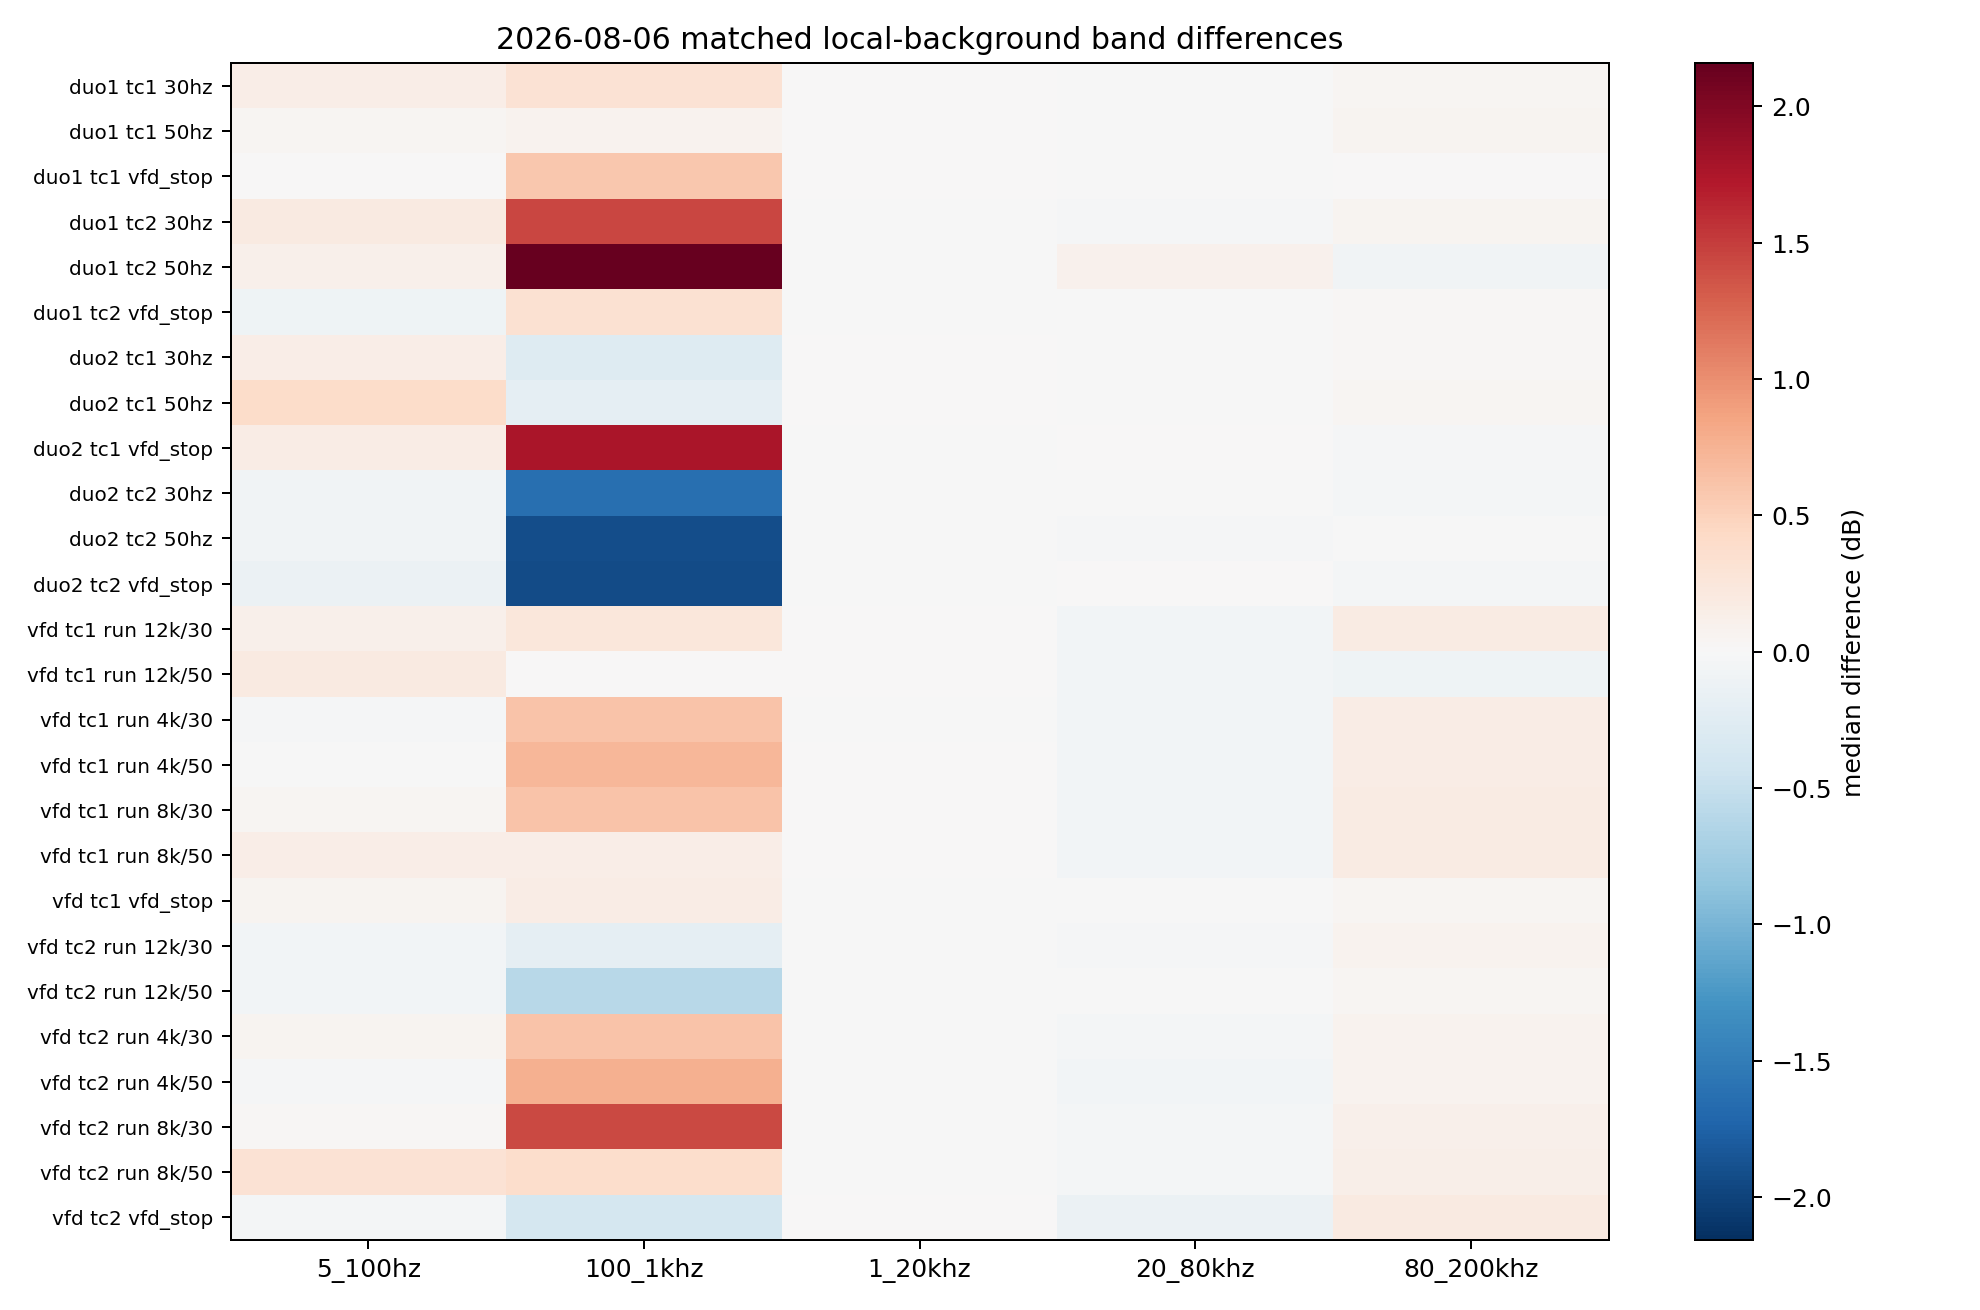 2026-08-06 matched local-background band differences
duo1 tc1 30hz
duo1 tc1 50hz
duo1 tc1 vfd_stop
duo1 tc2 30hz
duo1 tc2 50hz
duo1 tc2 vfd_stop
duo2 tc1 30hz
duo2 tc1 50hz
duo2 tc1 vfd_stop
duo2 tc2 30hz
duo2 tc2 50hz
duo2 tc2 vfd_stop
vfd tc1 run 12k/30
vfd tc1 run 12k/50
vfd tc1 run 4k/30
vfd tc1 run 4k/50
vfd tc1 run 8k/30
vfd tc1 run 8k/50
vfd tc1 vfd_stop
vfd tc2 run 12k/30
vfd tc2 run 12k/50
vfd tc2 run 4k/30
vfd tc2 run 4k/50
vfd tc2 run 8k/30
vfd tc2 run 8k/50
vfd tc2 vfd_stop
5_100hz
100_1khz
1_20khz
20_80khz
80_200khz
2.0
1.5
1.0
0.5
0.0
−0.5
−1.0
−1.5
−2.0
median difference (dB)